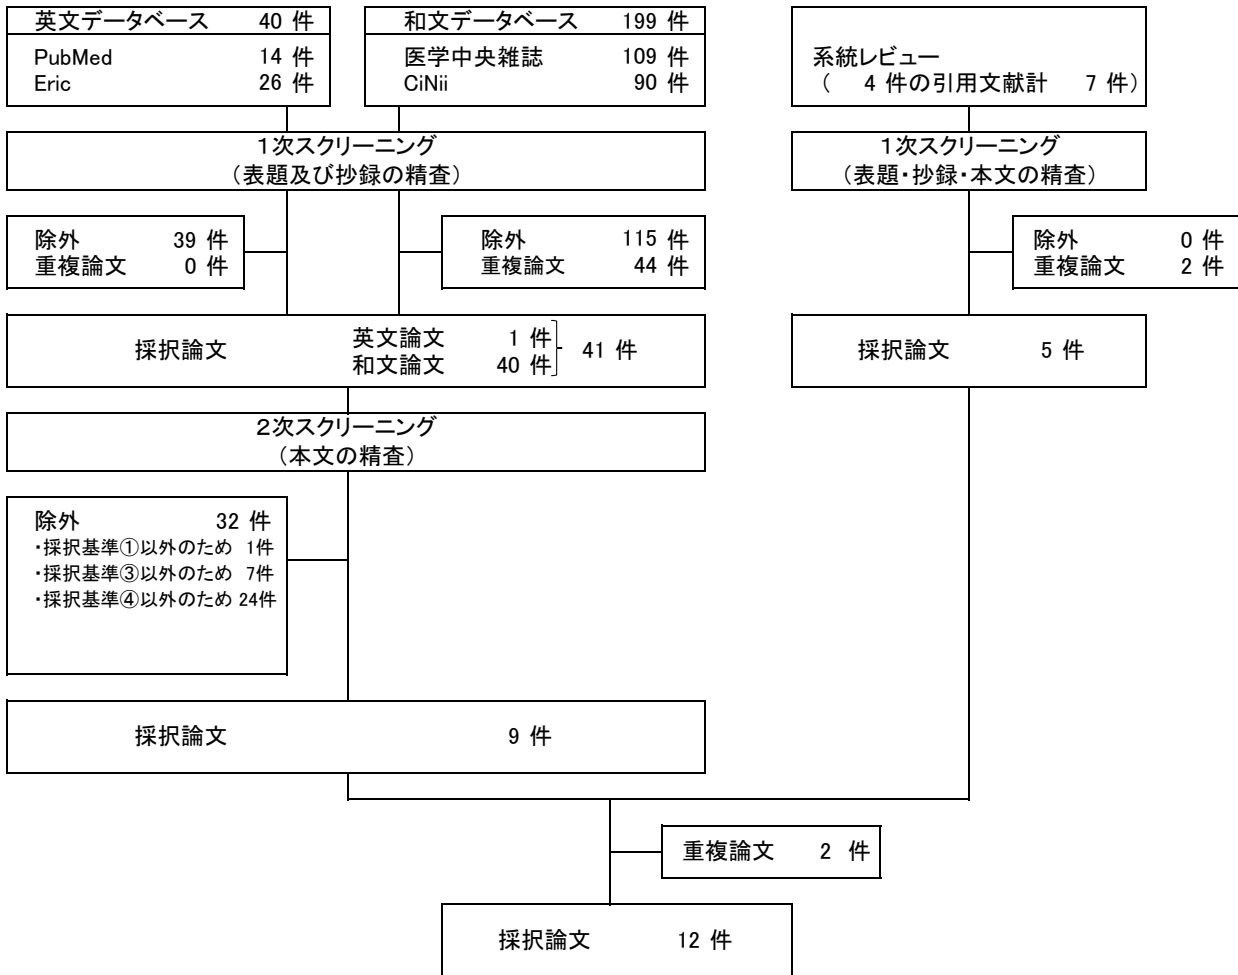 英文データベース 40 件
PubMed 14 件
Eric 26 件
和文データベース 199 件
医学中央雑誌 109 件
CiNii 90 件
系統レビュー
( 4 件の引用文献計 7 件)
1次スクリーニング
(表題及び抄録の精査)
1次スクリーニング
(表題・抄録・本文の精査)
除外 39 件
重複論文 0 件
除外 115 件
重複論文 44 件
除外 0 件
重複論文 2 件
採択論文 英文論文 1 件 41 件
和文論文 40 件
採択論文 5 件
2次スクリーニング
(本文の精査)
除外 32 件
・採択基準①以外のため 1件
・採択基準③以外のため 7件
・採択基準④以外のため 24件
採択論文 9 件
重複論文 2 件
採択論文 12 件